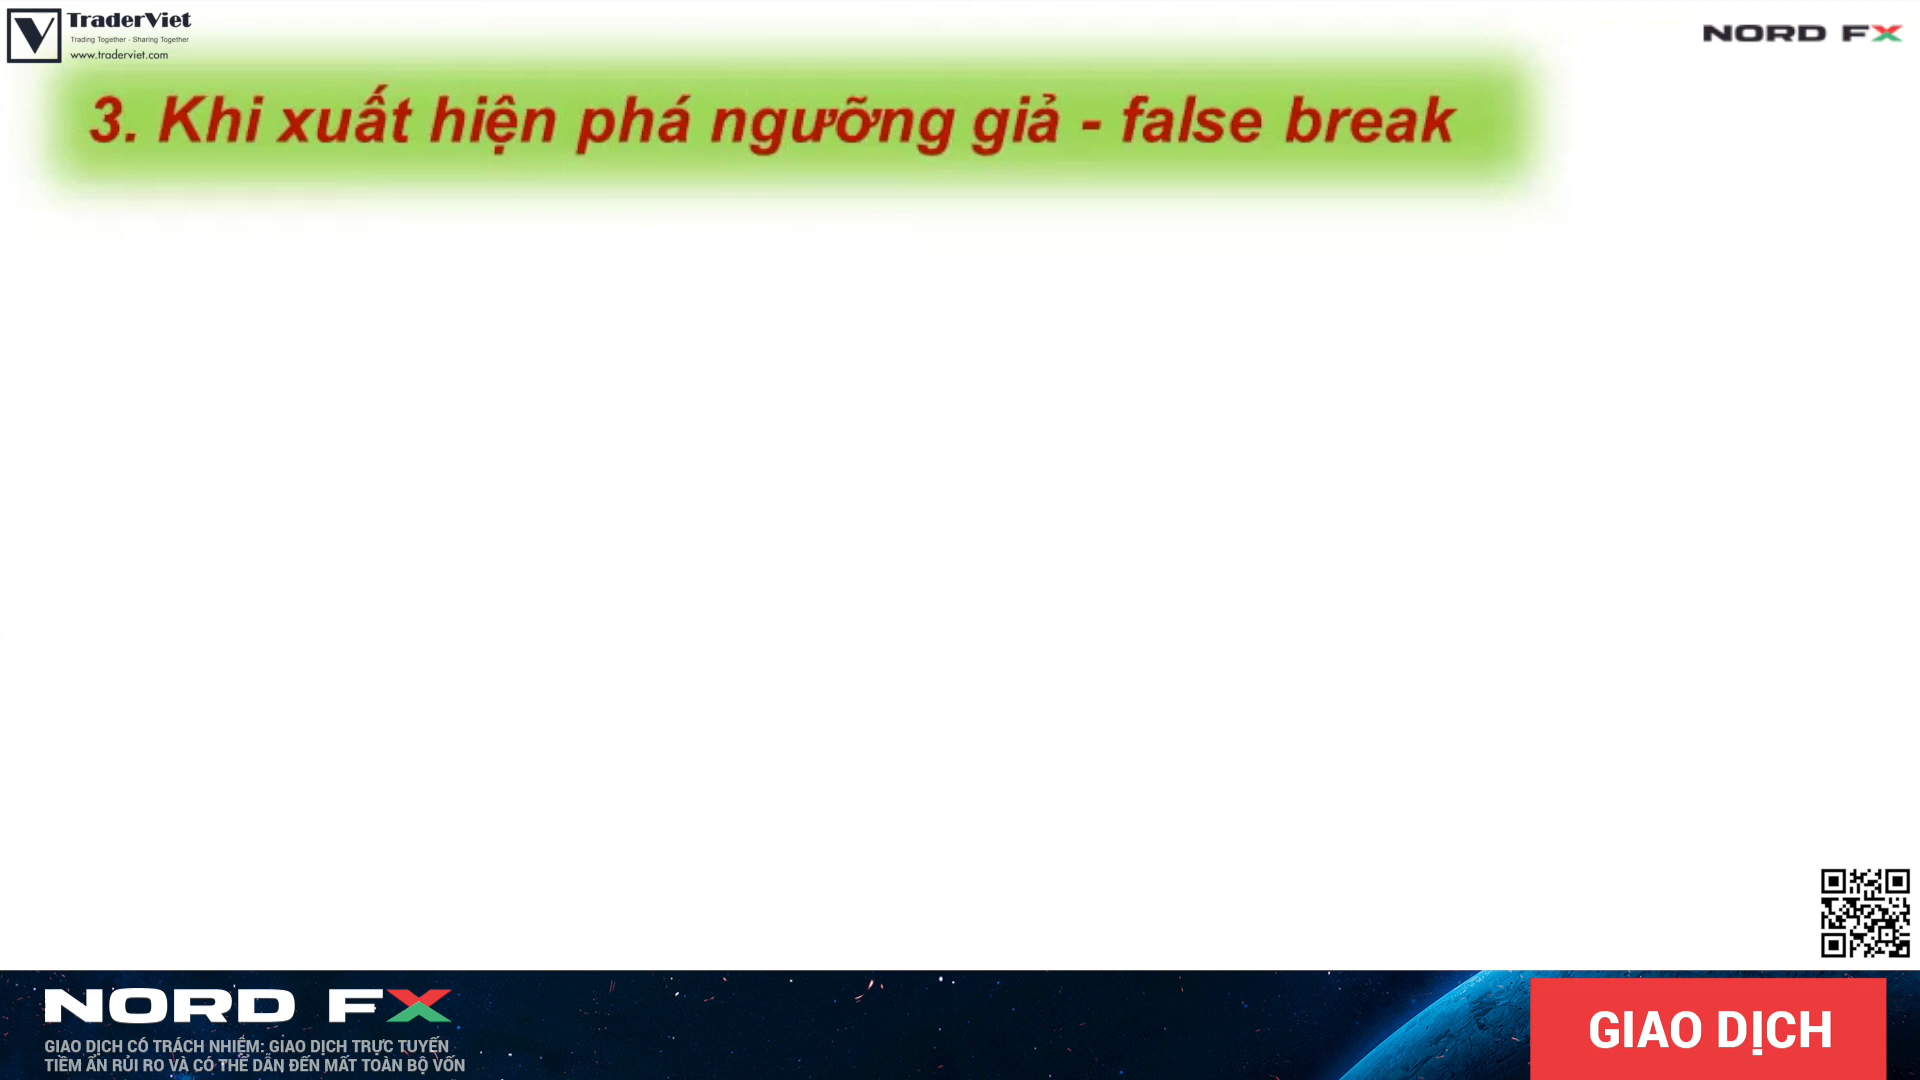 TraderViet
Trading Together - Sharing Together
www.traderviet.com
NORD FX
3. Khi xuất hiện phá ngưỡng giả - false break
NORD FX
GIAO DỊCH CÓ TRÁCH NHIỆM: GIAO DỊCH TRỰC TUYẾN
TIỀM ẨN RỦI RO VÀ CÓ THỂ DẪN ĐẾN MẤT TOÀN BỘ VỐN
GIAO DỊCH